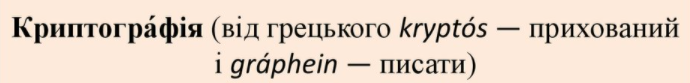 Криптогра́фія (від грецького kryptós — прихований
і gráphein — писати)